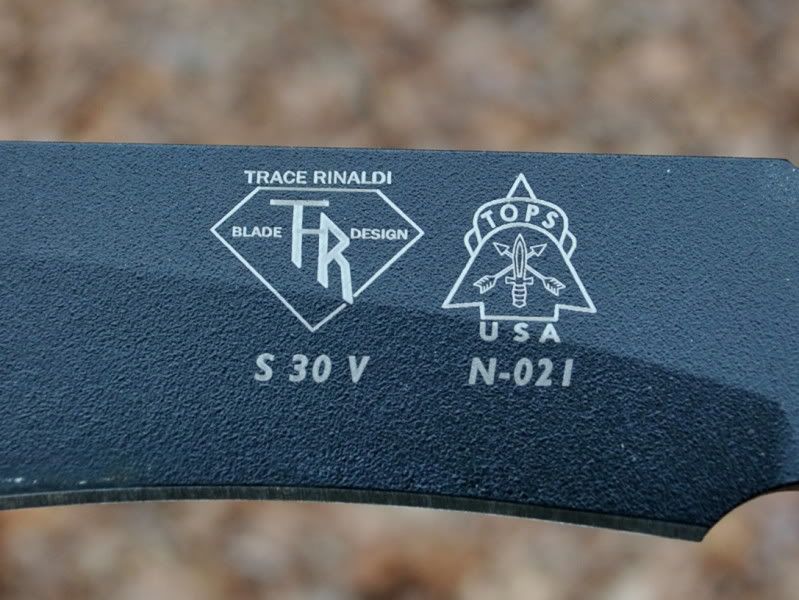 TRACE RINALDI
BLADE TR DESIGN
S 30 V
TOPS
USA
N-021